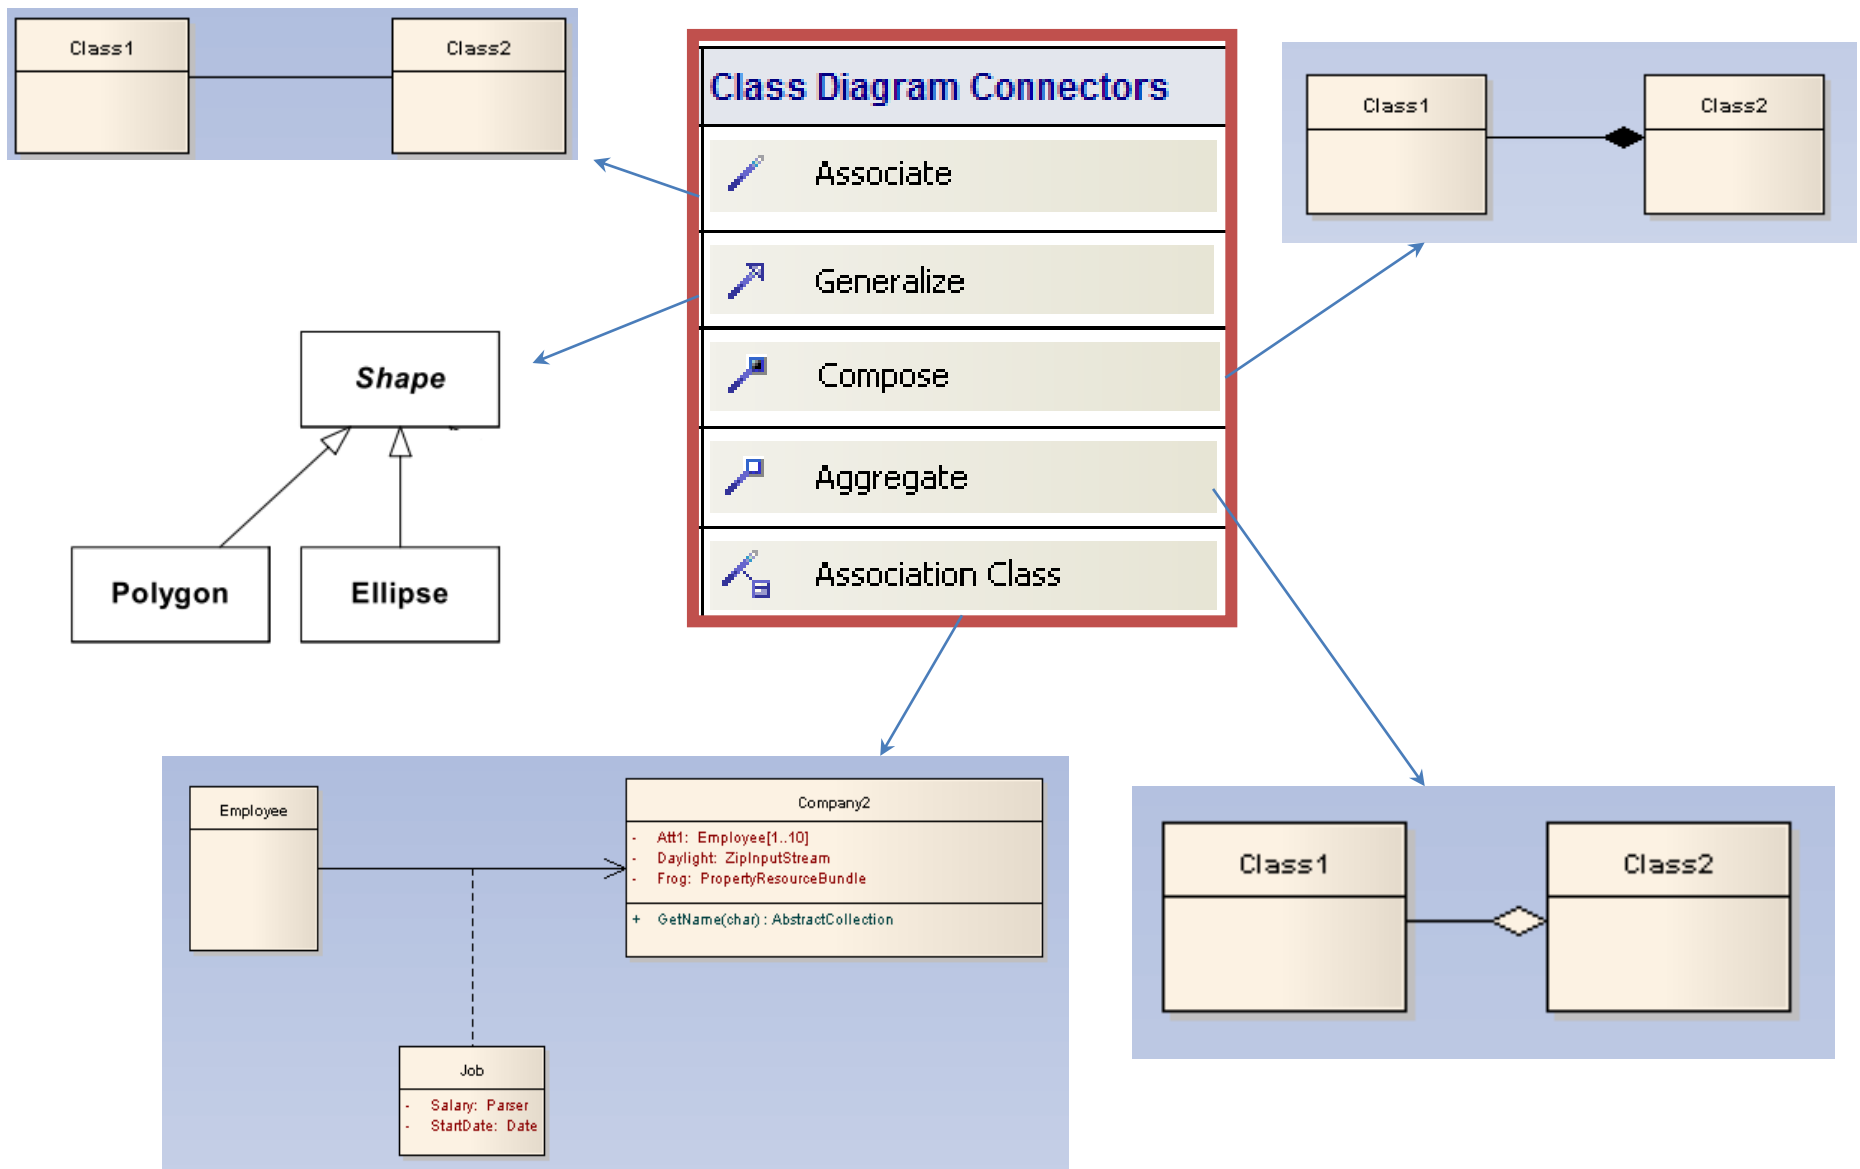 Class1
Class2
Class Diagram Connectors
Associate
Generalize
Compose
Aggregate
Association Class
Class1
Class2
Shape
Polygon
Ellipse
Employee
Company2
- Att1: Employee[1..10]
- Daylight: ZipInputStream
- Frog: PropertyResourceBundle
+ GetName(char) : AbstractCollection
Job
- Salary: Parser
- StartDate: Date
Class1
Class2